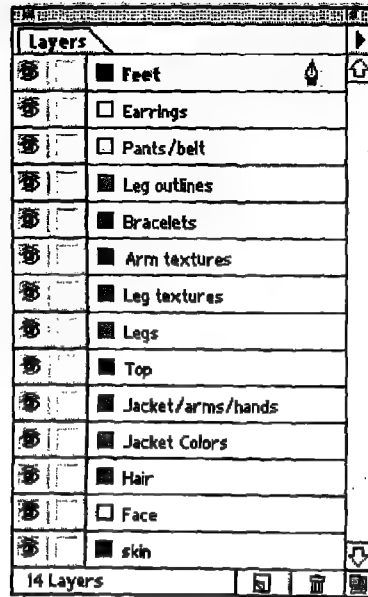 Layers
Feet
Earrings
Pants/belt
Leg outlines
Bracelets
Arm textures
Leg textures
Legs
Top
Jacket/arms/hands
Jacket Colors
Hair
Face
skin
14 Layers